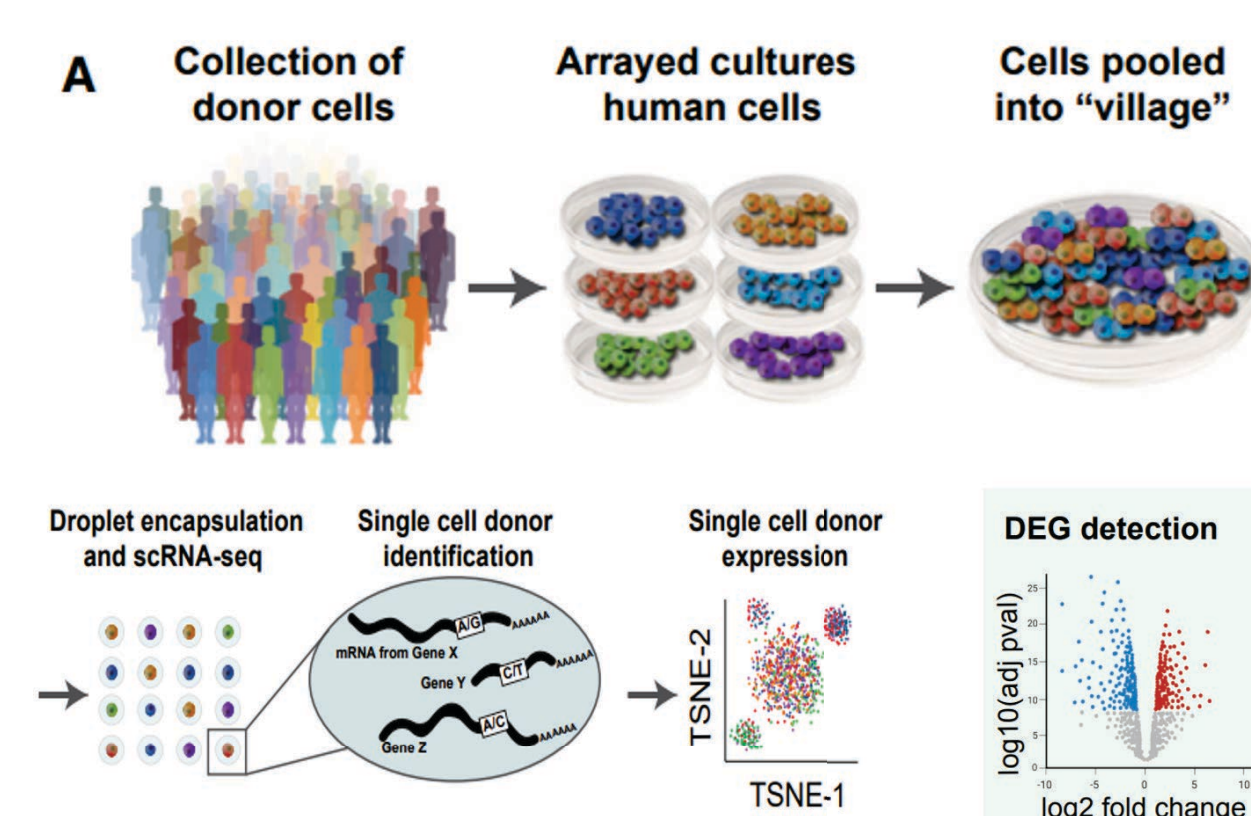 A
Collection of
donor cells
Arrayed cultures
human cells
Cells pooled
into “village”
Droplet encapsulation
and scRNA-seq
Single cell donor
identification
A/G
AAAAAA
mRNA from Gene X
C/T
AAAAAA
Gene Y
A/C
AAAAAA
Gene Z
Single cell donor
expression
TSNE-2
TSNE-1
DEG detection
log10(adj pval)
25
20
15
10
5
0
-10 -5 0 5 10
log2 fold change